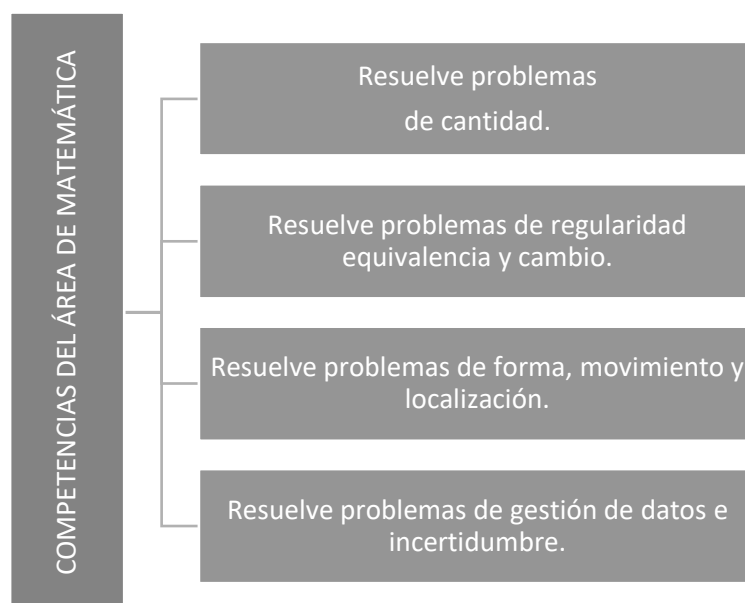 COMPETENCIAS DEL ÁREA DE MATEMÁTICA
Resuelve problemas
de cantidad.
Resuelve problemas de regularidad
equivalencia y cambio.
Resuelve problemas de forma, movimiento y
localización.
Resuelve problemas de gestión de datos e
incertidumbre.